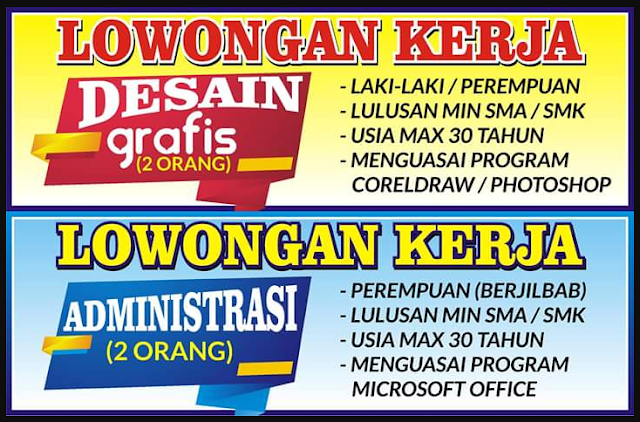 LOWONGAN KERJA
DESAIN
grafis
(2 ORANG)
- LAKI-LAKI / PEREMPUAN
- LULUSAN MIN SMA / SMK
- USIA MAX 30 TAHUN
- MENGUASAI PROGRAM
CORELDRAW / PHOTOSHOP
LOWONGAN KERJA
ADMINISTRASI
(2 ORANG)
- PEREMPUAN (BERJILBAB)
- LULUSAN MIN SMA / SMK
- USIA MAX 30 TAHUN
- MENGUASAI PROGRAM
MICROSOFT OFFICE